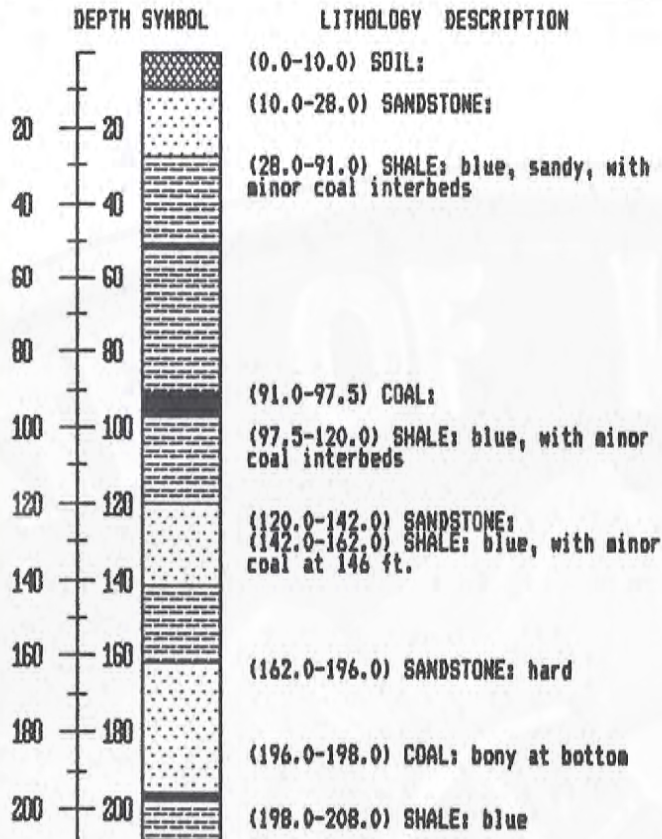 DEPTH SYMBOL LITHOLOGY DESCRIPTION
(0.0-10.0) SOIL:
(10.0-28.0) SANDSTONE:
20 20
(28.0-91.0) SHALE: blue, sandy, with
minor coal interbeds
40 40
60 60
80 80
(91.0-97.5) COAL:
100 100
(97.5-120.0) SHALE: blue, with minor
coal interbeds
120 120
(120.0-142.0) SANDSTONE:
(142.0-162.0) SHALE: blue, with minor
coal at 146 ft.
140 140
160 160
(162.0-196.0) SANDSTONE: hard
180 180
(196.0-198.0) COAL: bony at bottom
200 200
(198.0-208.0) SHALE: blue